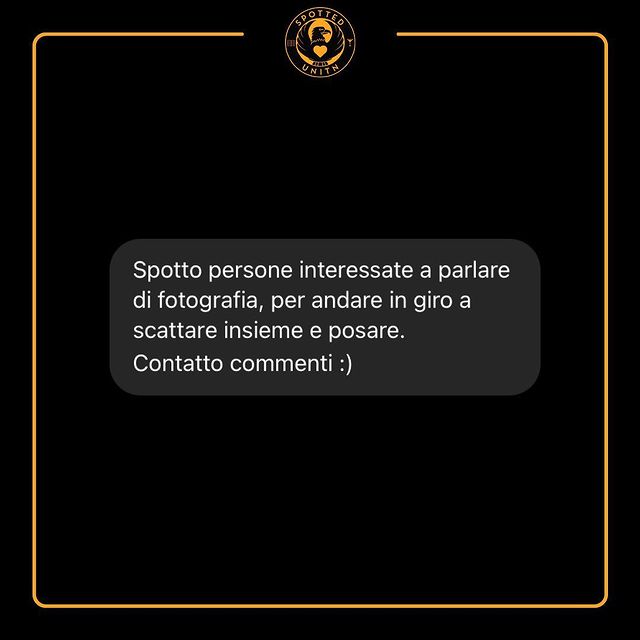 SPOTTED
UNITN
Spotto persone interessate a parlare
di fotografia, per andare in giro a
scattare insieme e posare.
Contatto commenti :)